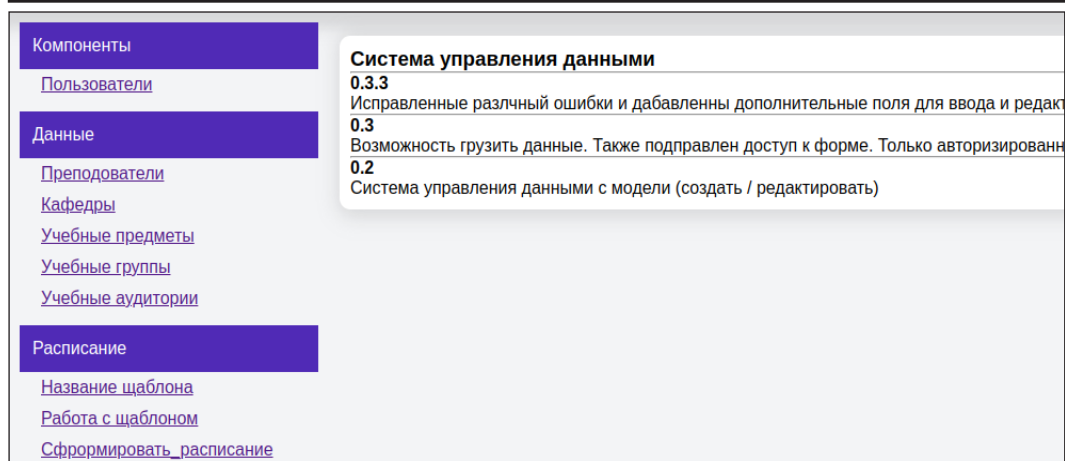 Компоненты
Пользователи
Данные
Преподователи
Кафедры
Учебные предметы
Учебные группы
Учебные аудитории
Расписание
Название щаблона
Работа с щаблоном
Сфрормировать_расписание
Система управления данными
0.3.3
Исправленные разлчный ошибки и дабавленны дополнительные поля для ввода и редакт
0.3
Возможность грузить данные. Также подправлен доступ к форме. Только авторизированн
0.2
Система управления данными с модели (создать / редактировать)